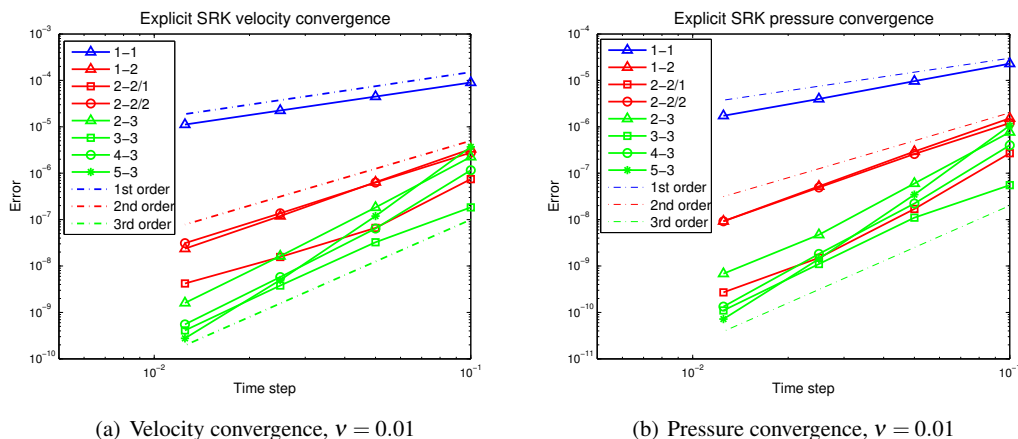 Explicit SRK velocity convergence
10⁻³
10⁻⁴
10⁻⁵
10⁻⁶
10⁻⁷
10⁻⁸
10⁻⁹
10⁻¹⁰
Error
1−1
1−2
2−2/1
2−2/2
2−3
3−3
4−3
5−3
1st order
2nd order
3rd order
10⁻²
10⁻¹
Time step
(a) Velocity convergence, ν = 0.01
Explicit SRK pressure convergence
10⁻³
10⁻⁴
10⁻⁵
10⁻⁶
10⁻⁷
10⁻⁸
10⁻⁹
10⁻¹⁰
10⁻¹¹
Error
1−1
1−2
2−2/1
2−2/2
2−3
3−3
4−3
5−3
1st order
2nd order
3rd order
10⁻²
10⁻¹
Time step
(b) Pressure convergence, ν = 0.01